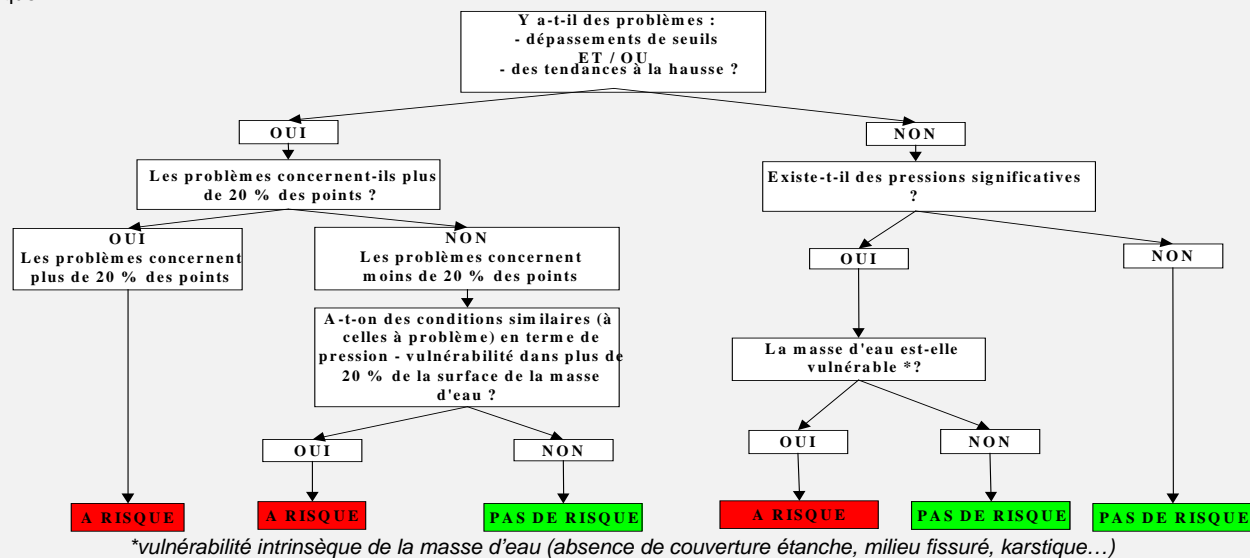 Y a-t-il des problèmes :
- dépassements de seuils
ET / OU
- des tendances à la hausse ?
OUI
NON
Les problèmes concernent-ils plus
de 20 % des points ?
Existe-t-il des pressions significatives
?
OUI
Les problèmes concernent
plus de 20 % des points
NON
Les problèmes concernent
moins de 20 % des points
OUI
NON
A-t-on des conditions similaires (à
celles à problème) en terme de
pression - vulnérabilité dans plus de
20 % de la surface de la masse
d'eau ?
La masse d'eau est-elle
vulnérable *?
OUI
NON
OUI
NON
A RISQUE
A RISQUE
PAS DE RISQUE
A RISQUE
PAS DE RISQUE
PAS DE RISQUE
*vulnérabilité intrinsèque de la masse d'eau (absence de couverture étanche, milieu fissuré, karstique…)